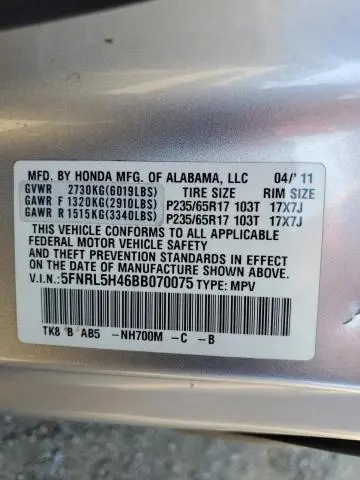 MFD. BY HONDA MFG. OF ALABAMA, LLC 04/'11
GVWR 2730KG(6019LBS) TIRE SIZE RIM SIZE
GAWR F 1320KG(2910LBS) P235/65R17 103T 17X7J
GAWR R 1515KG(3340LBS) P235/65R17 103T 17X7J
THIS VEHICLE CONFORMS TO ALL APPLICABLE
FEDERAL MOTOR VEHICLE SAFETY
AND THEFT PREVENTION STANDARDS IN EFFECT
ON THE DATE OF MANUFACTURE SHOWN ABOVE.
V.I.N.: 5FNRL5H46BB070075 TYPE: MPV
TK8 B AB5 -NH700M -C -B